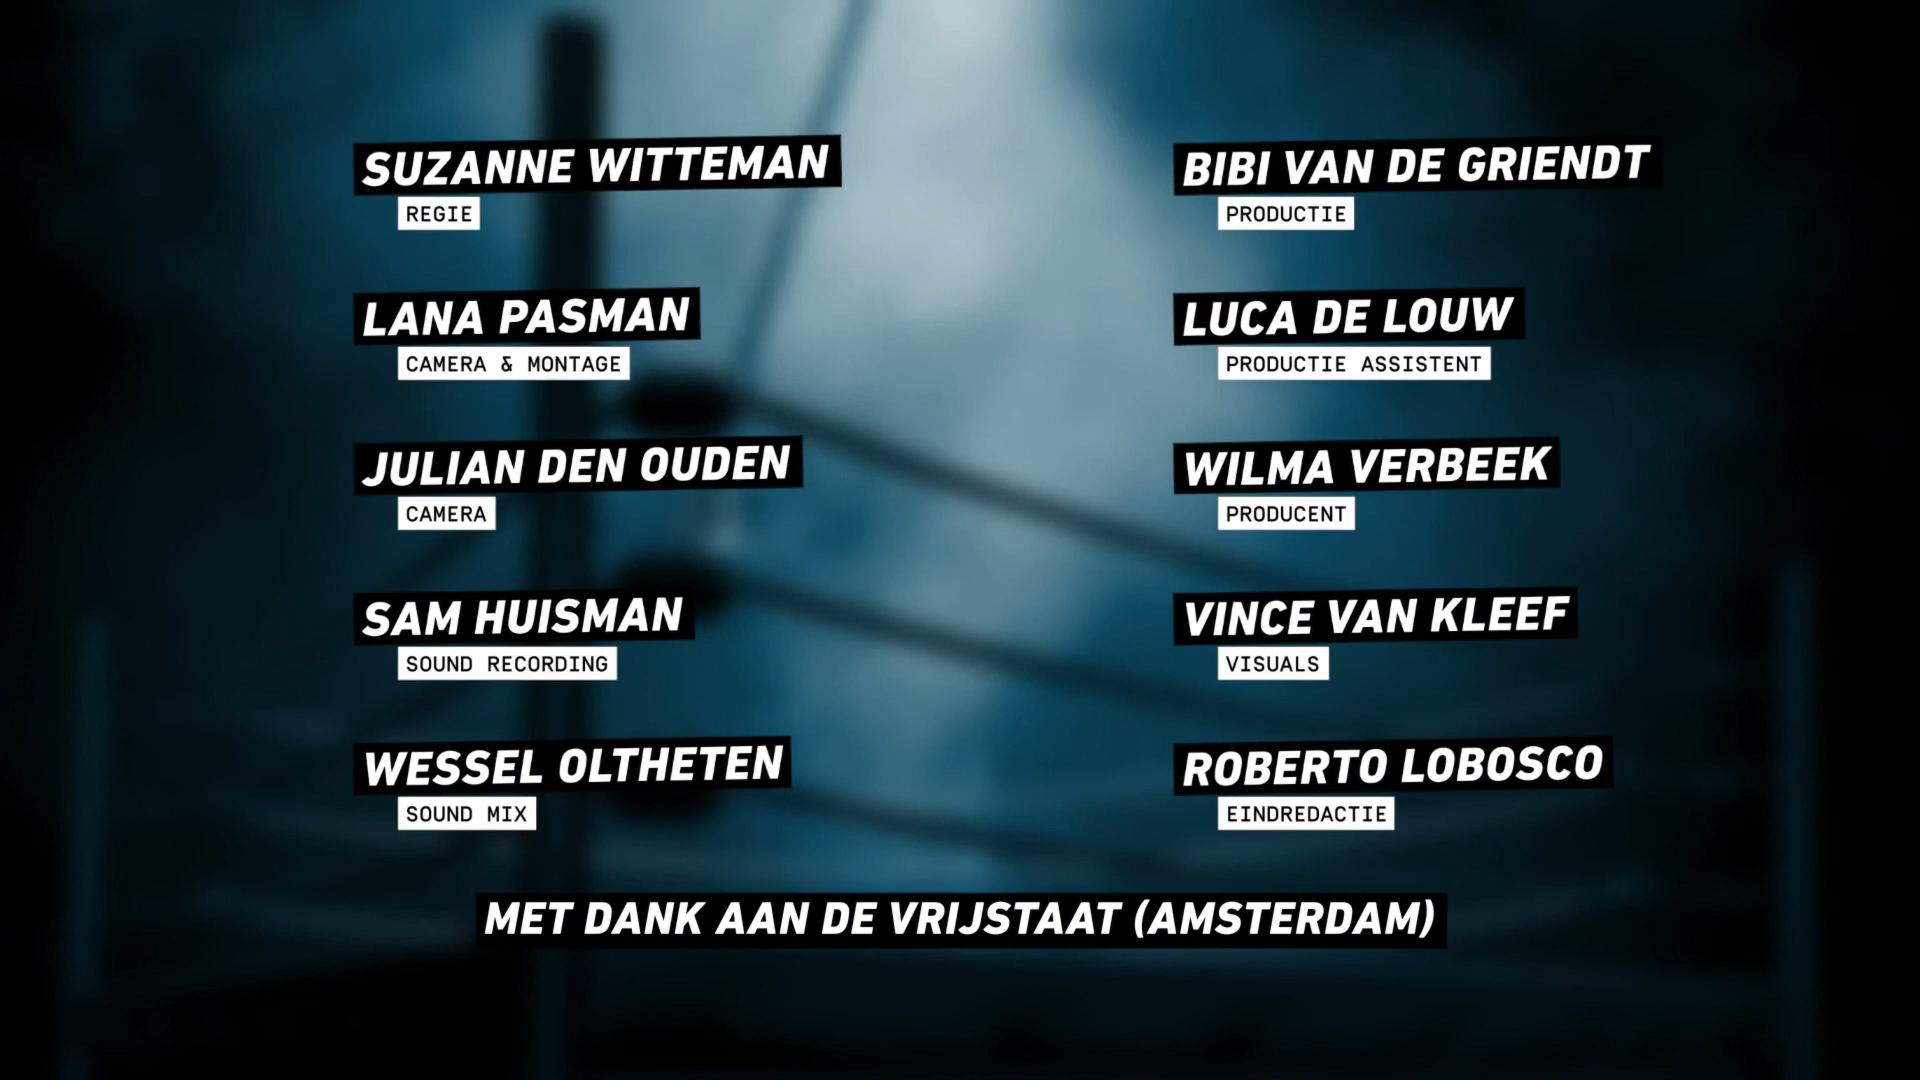 SUZANNE WITTEMAN
REGIE
LANA PASMAN
CAMERA & MONTAGE
JULIAN DEN OUDEN
CAMERA
SAM HUISMAN
SOUND RECORDING
WESSEL OLTHETEN
SOUND MIX
BIBI VAN DE GRIENDT
PRODUCTIE
LUCA DE LOUW
PRODUCTIE ASSISTENT
WILMA VERBEEK
PRODUCENT
VINCE VAN KLEEF
VISUALS
ROBERTO LOBOSCO
EINDREDACTIE
MET DANK AAN DE VRIJSTAAT (AMSTERDAM)